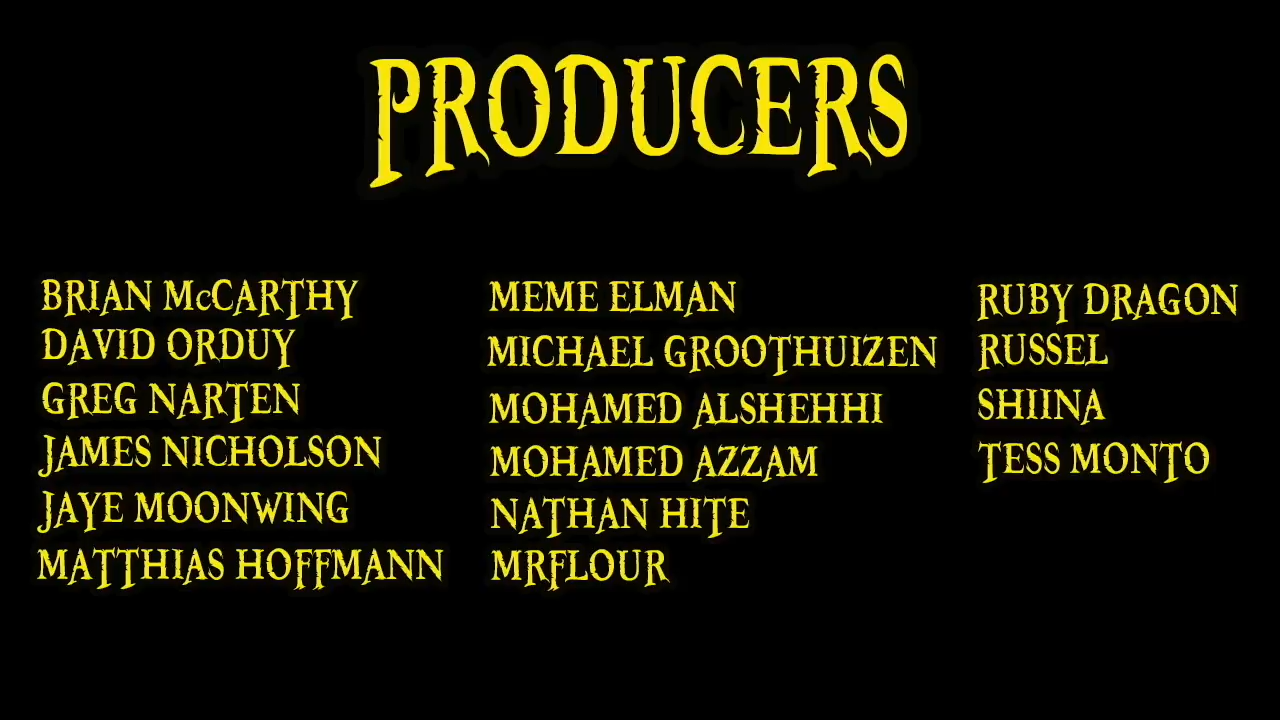 PRODUCERS
BRIAN McCARTHY
DAVID ORDUY
GREG NARTEN
JAMES NICHOLSON
JAYE MOONWING
MATTHIAS HOFFMANN
MEME ELMAN
MICHAEL GROOTHUIZEN
MOHAMED ALSHEHHI
MOHAMED AZZAM
NATHAN HITE
MRFLOUR
RUBY DRAGON
RUSSEL
SHIINA
TESS MONTO